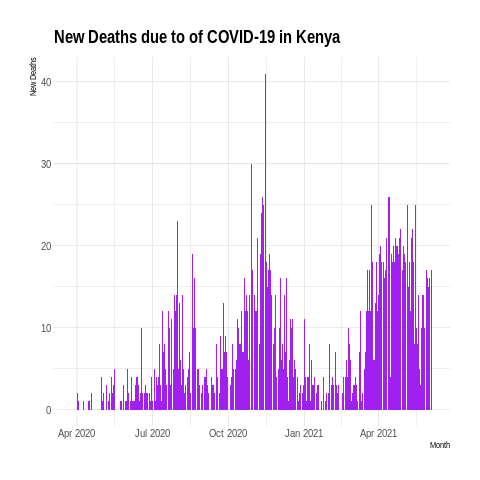 New Deaths due to of COVID-19 in Kenya
New Deaths
40
30
20
10
0
Apr 2020 Jul 2020 Oct 2020 Jan 2021 Apr 2021
Month